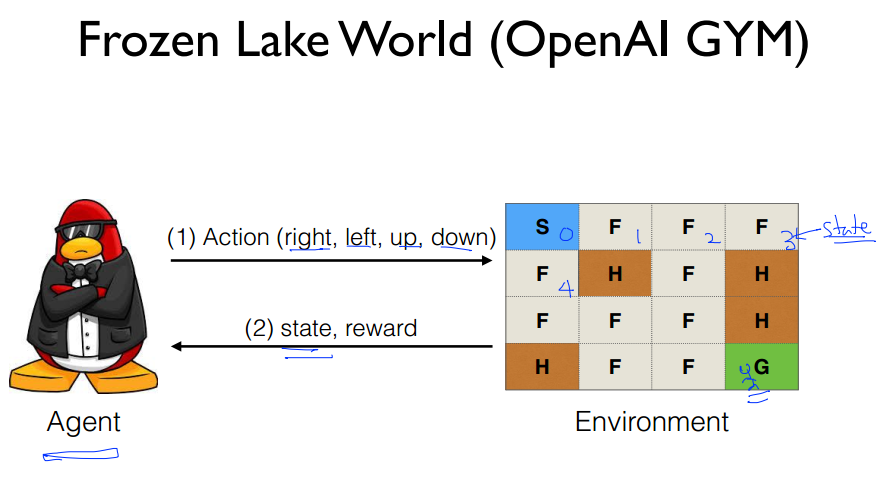 Frozen Lake World (OpenAI GYM)
(1) Action (right, left, up, down)
(2) state, reward
Agent
S 0 F 1 F 2 F 3 state
F 4 H F H
F F F H
H F F G
Environment